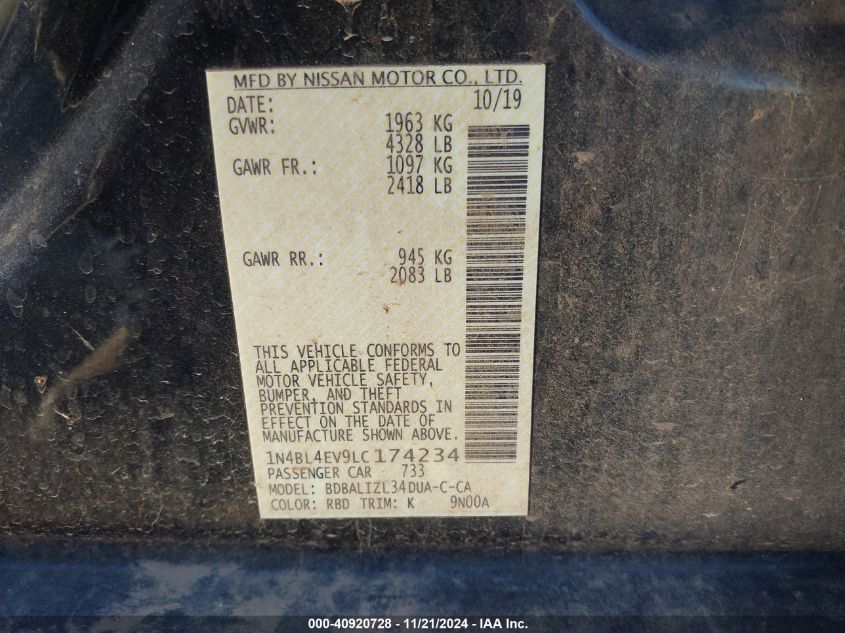 MFD BY NISSAN MOTOR CO., LTD.
DATE: 10/19
GVWR: 1963 KG
4328 LB
GAWR FR.: 1097 KG
2418 LB
GAWR RR.: 945 KG
2083 LB
THIS VEHICLE CONFORMS TO
ALL APPLICABLE FEDERAL
MOTOR VEHICLE SAFETY,
BUMPER, AND THEFT
PREVENTION STANDARDS IN
EFFECT ON THE DATE OF
MANUFACTURE SHOWN ABOVE.
1N4BL4EV9LC174234
PASSENGER CAR 733
MODEL: BDBALIZL34DUA-C-CA
COLOR: RBD TRIM: K 9N00A
000-40920728 - 11/21/2024 - IAA Inc.